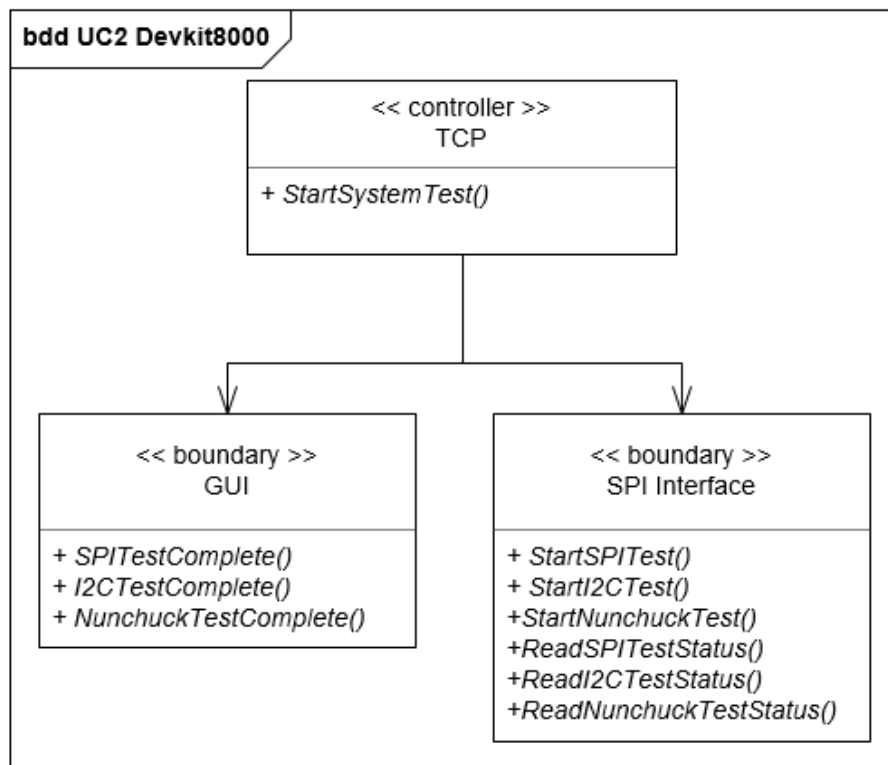 bdd UC2 Devkit8000
<< controller >>
TCP
+ StartSystemTest()
<< boundary >>
GUI
+ SPITestComplete()
+ I2CTestComplete()
+ NunchuckTestComplete()
<< boundary >>
SPI Interface
+ StartSPITest()
+ StartI2CTest()
+StartNunchuckTest()
+ReadSPITestStatus()
+ReadI2CTestStatus()
+ReadNunchuckTestStatus()